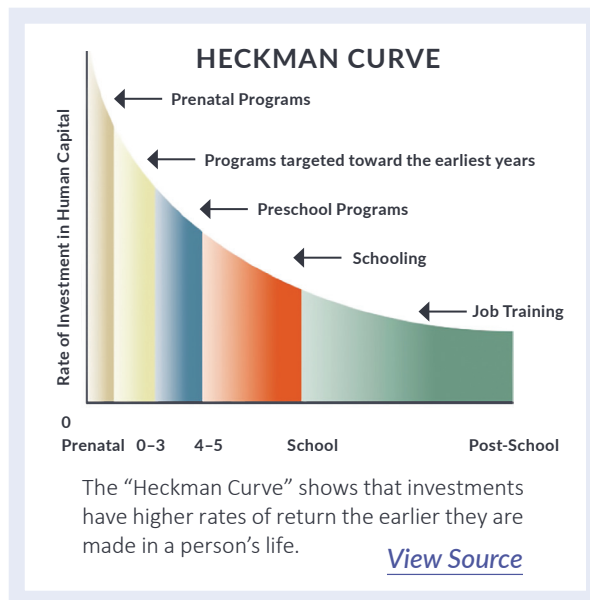 HECKMAN CURVE
Prenatal Programs
Programs targeted toward the earliest years
Preschool Programs
Schooling
Job Training
Rate of Investment in Human Capital
0
Prenatal 0–3 4–5 School Post-School
The “Heckman Curve” shows that investments
have higher rates of return the earlier they are
made in a person’s life.
View Source